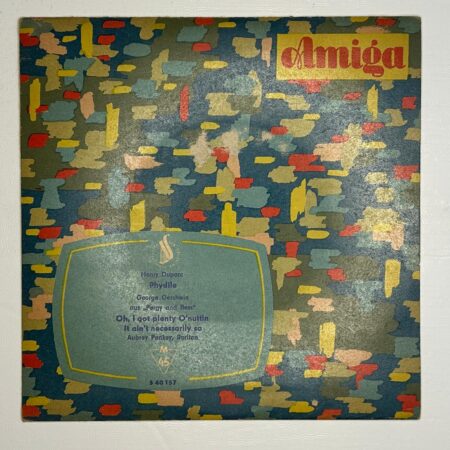 Amiga
Henry Duparc
Phydile
George Gershwin
aus „Porgy and Bess"
Oh, I got plenty O'nuttin
It ain't necessarily so
Aubrey Pankey, Bariton
M
45
5 40 157